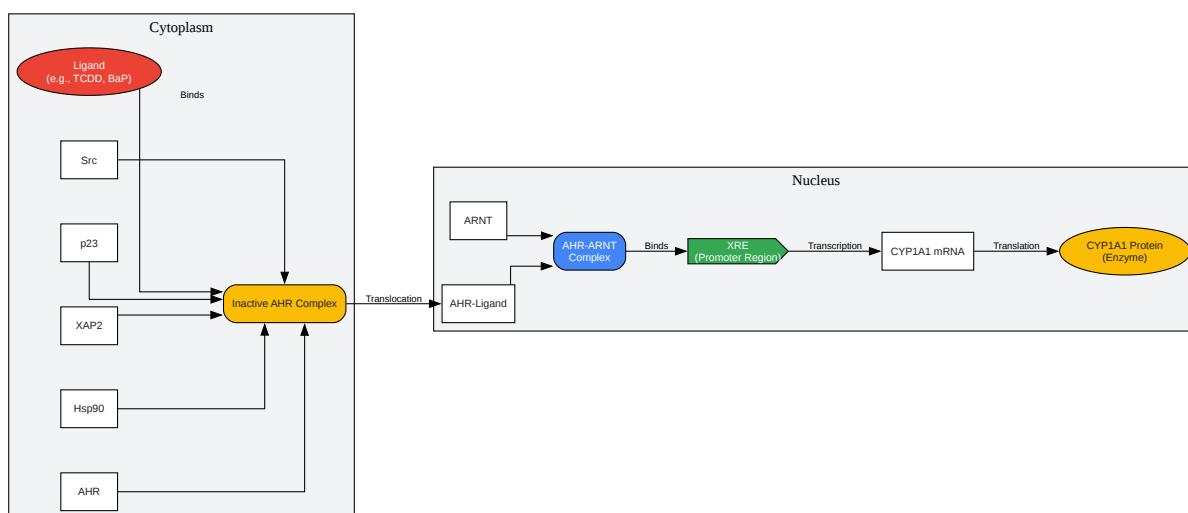 Cytoplasm
Ligand
(e.g., TCDD, BaP)
Binds
Src
p23
XAP2
Hsp90
AHR
Inactive AHR Complex
Translocation
Nucleus
ARNT
AHR-Ligand
AHR-ARNT
Complex
Binds
XRE
(Promoter Region)
Transcription
CYP1A1 mRNA
Translation
CYP1A1 Protein
(Enzyme)